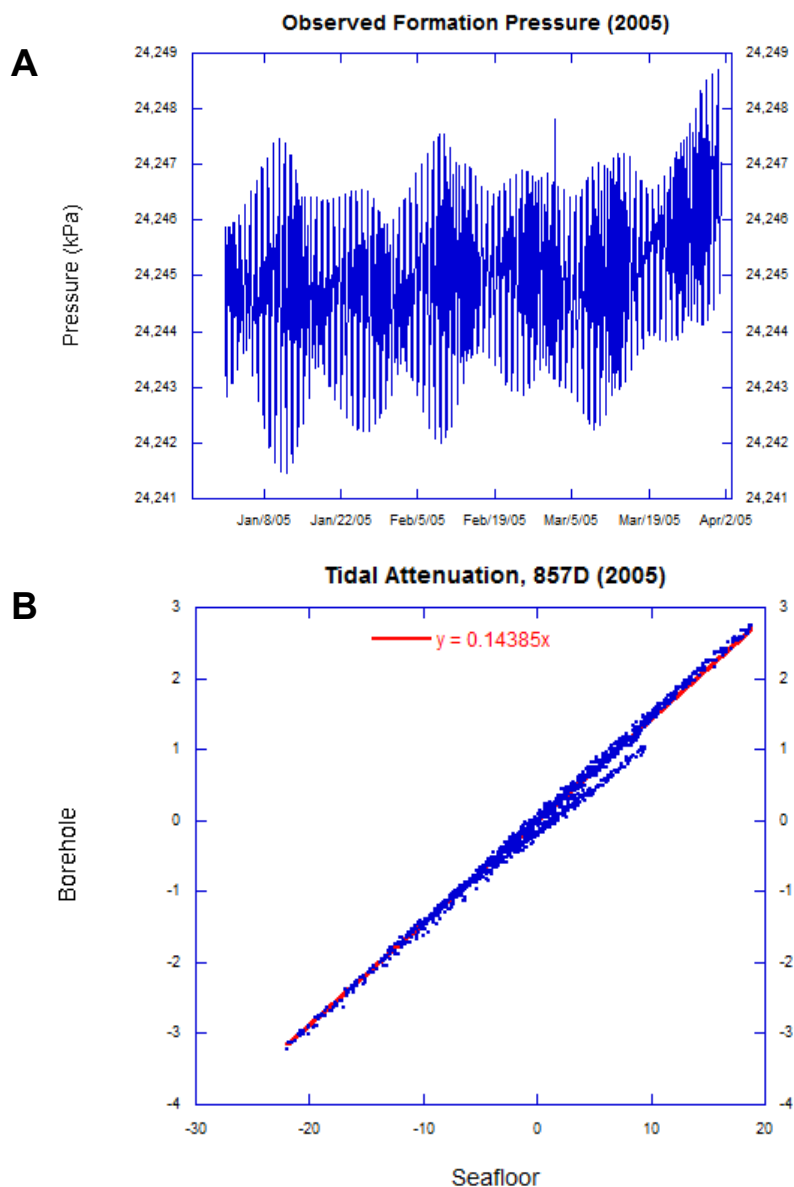 Observed Formation Pressure (2005)
A
24,249 24,249
24,248 24,248
24,247 24,247
24,246 24,246
24,245 24,245
24,244 24,244
24,243 24,243
24,242 24,242
24,241 24,241
Pressure (kPa)
Jan/8/05 Jan/22/05 Feb/5/05 Feb/19/05 Mar/5/05 Mar/19/05 Apr/2/05
Tidal Attenuation, 857D (2005)
B
3 3
y = 0.14385x
2 2
1 1
0 0
-1 -1
-2 -2
-3 -3
-4 -4
Borehole
-30 -20 -10 0 10 20
Seafloor